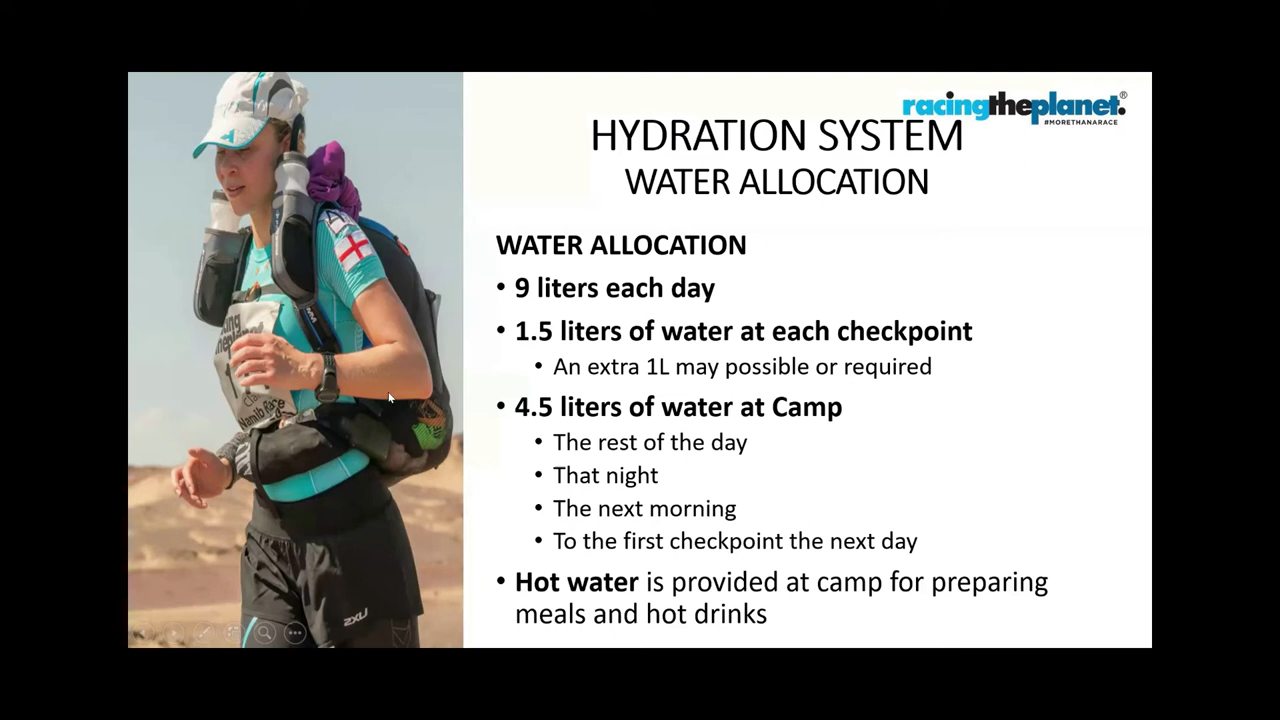 racingtheplanet.®
#MORETHANARACE
HYDRATION SYSTEM
WATER ALLOCATION
WATER ALLOCATION
• 9 liters each day
• 1.5 liters of water at each checkpoint
• An extra 1L may possible or required
• 4.5 liters of water at Camp
• The rest of the day
• That night
• The next morning
• To the first checkpoint the next day
• Hot water is provided at camp for preparing
meals and hot drinks
Namib Race
2XU